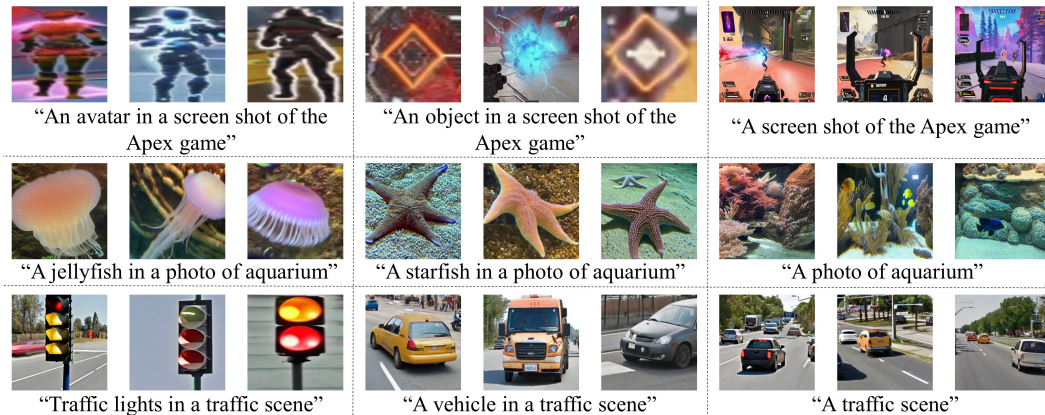 “An avatar in a screen shot of the
Apex game”
“An object in a screen shot of the
Apex game”
“A screen shot of the Apex game”
“A jellyfish in a photo of aquarium”
“A starfish in a photo of aquarium”
“A photo of aquarium”
“Traffic lights in a traffic scene”
“A vehicle in a traffic scene”
“A traffic scene”